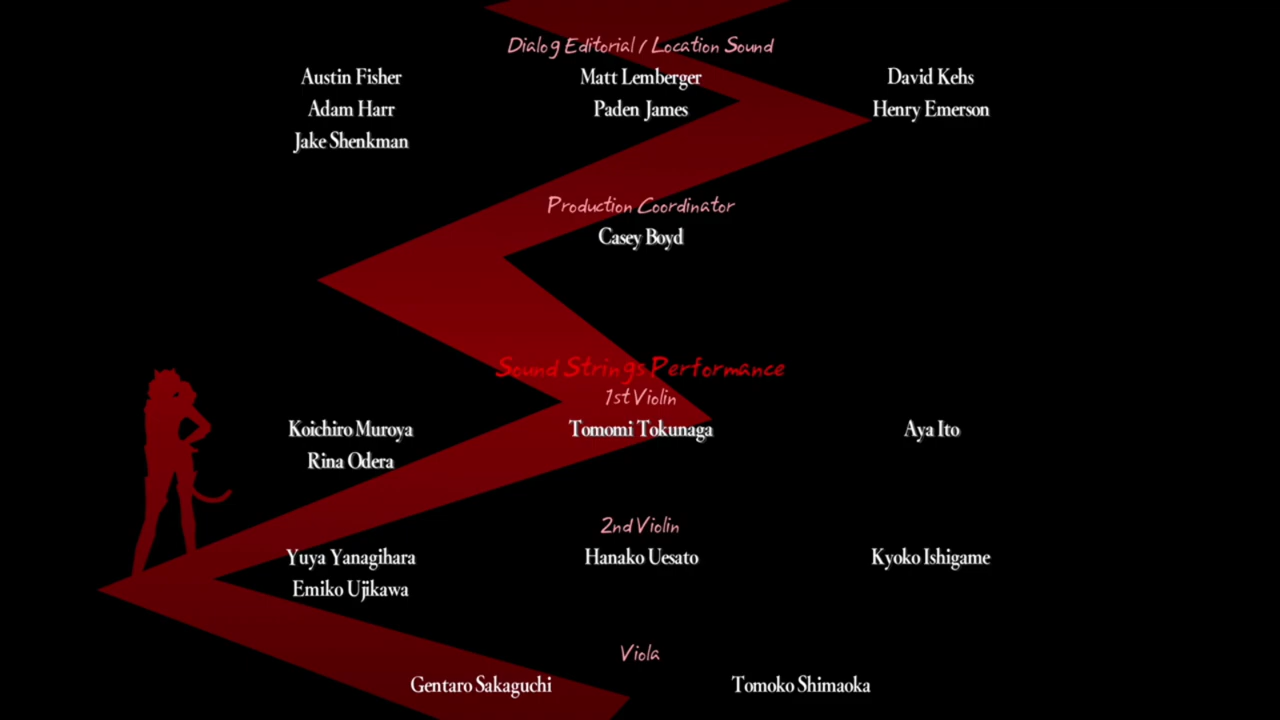 Dialog Editorial / Location Sound
Austin Fisher Matt Lemberger David Kehs
Adam Harr Paden James Henry Emerson
Jake Shenkman
Production Coordinator
Casey Boyd
Sound Strings Performance
1st Violin
Koichiro Muroya Tomomi Tokunaga Aya Ito
Rina Odera
2nd Violin
Yuya Yanagihara Hanako Uesato Kyoko Ishigame
Emiko Ujikawa
Viola
Gentaro Sakaguchi Tomoko Shimaoka